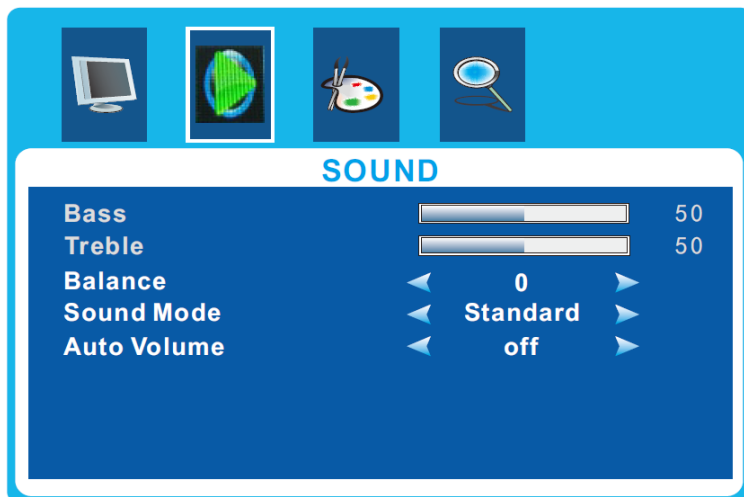 SOUND
Bass 50
Treble 50
Balance 0
Sound Mode Standard
Auto Volume off